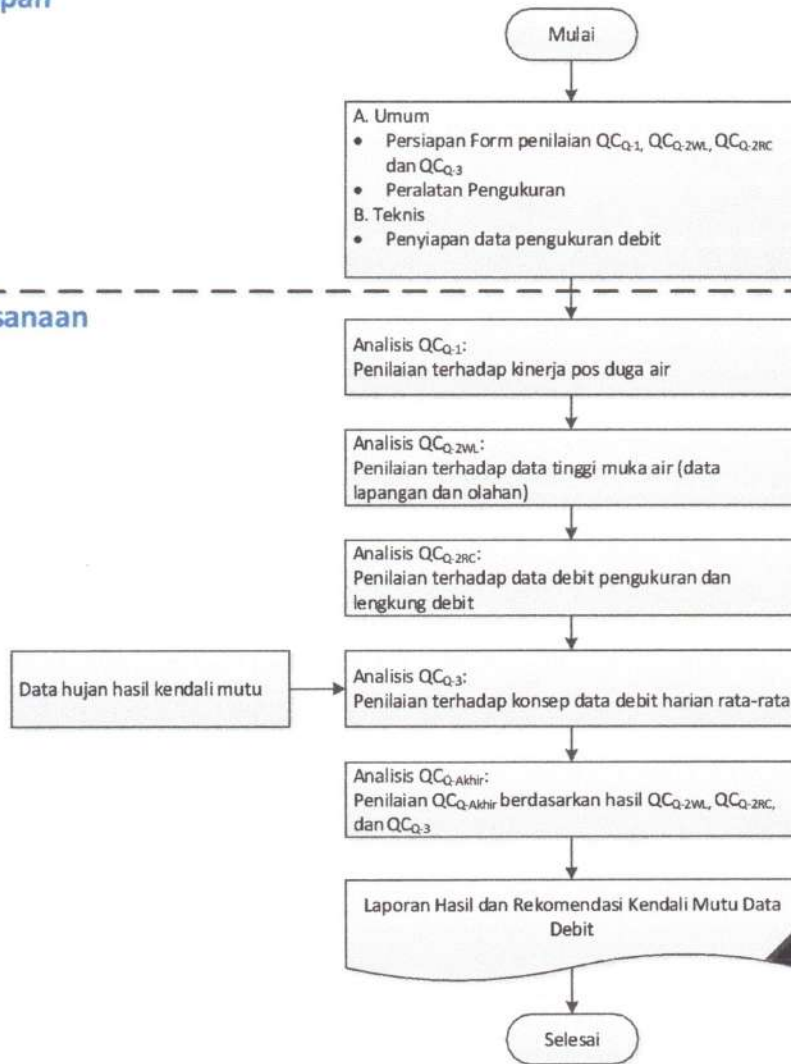 pan
Mulai
A. Umum
• Persiapan Form penilaian QCQ-1, QCQ-2WL, QCQ-2RC
dan QCQ-3
• Peralatan Pengukuran
B. Teknis
• Penyiapan data pengukuran debit
sanaan
Analisis QCQ-1:
Penilaian terhadap kinerja pos duga air
Analisis QCQ-2WL:
Penilaian terhadap data tinggi muka air (data
lapangan dan olahan)
Analisis QCQ-2RC:
Penilaian terhadap data debit pengukuran dan
lengkung debit
Data hujan hasil kendali mutu
Analisis QCQ-3:
Penilaian terhadap konsep data debit harian rata-rata
Analisis QCQ-Akhir:
Penilaian QCQ-Akhir berdasarkan hasil QCQ-2WL, QCQ-2RC,
dan QCQ-3
Laporan Hasil dan Rekomendasi Kendali Mutu Data
Debit
Selesai